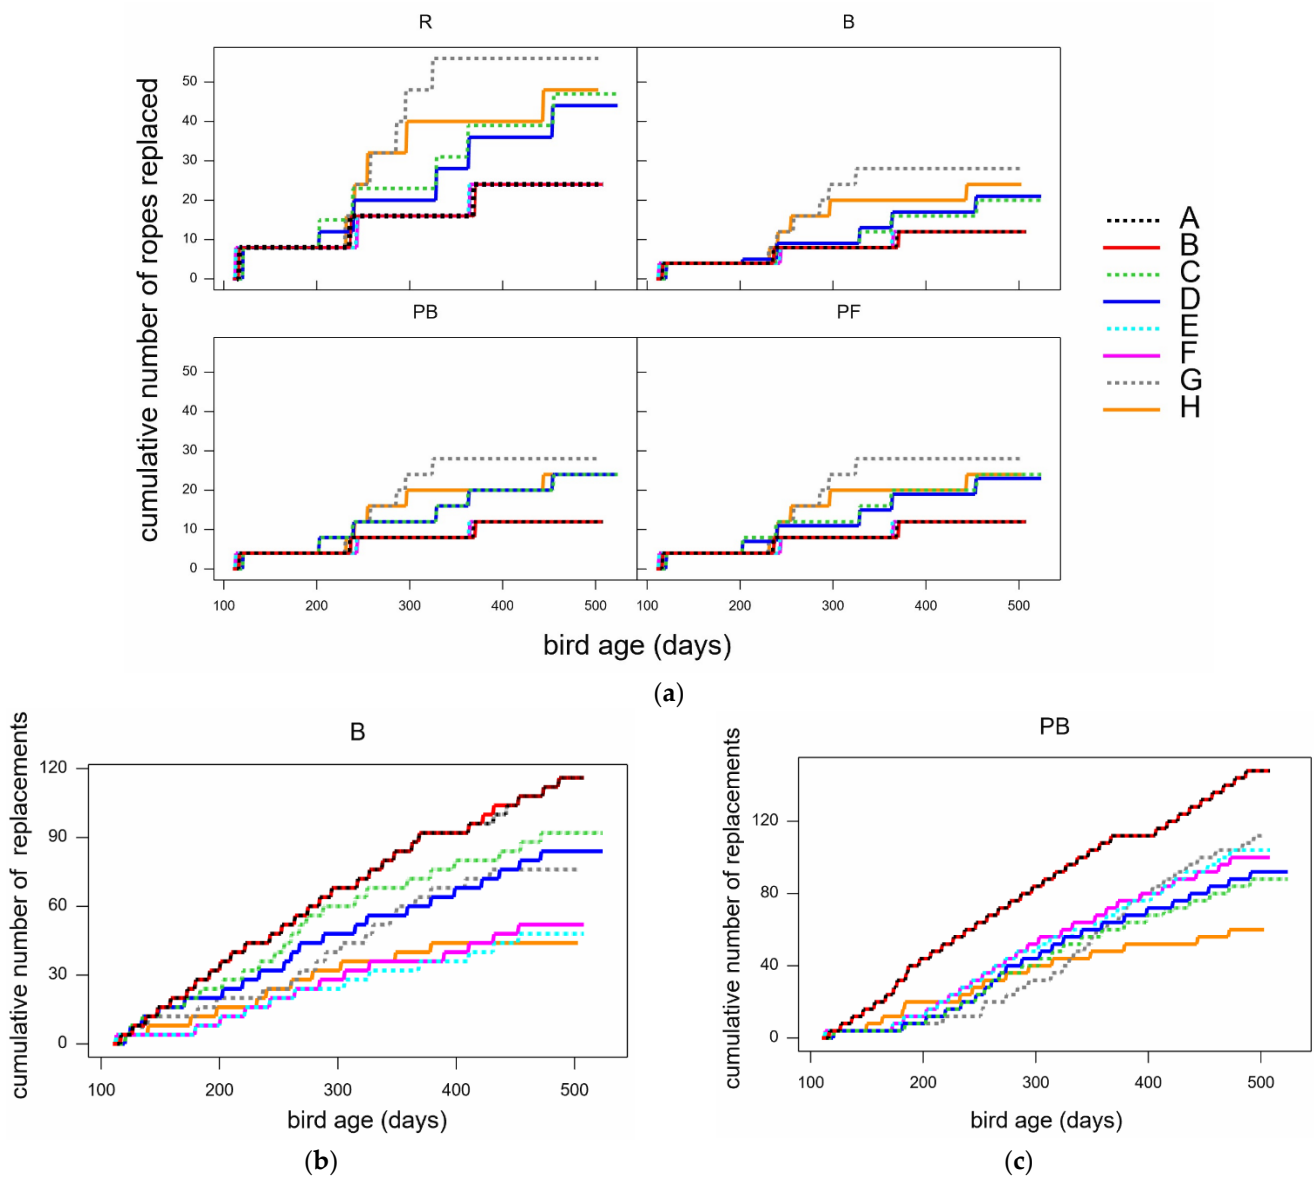 R B
cumulative number of ropes replaced
50
40
30
20
10
0
PB PF
50
40
30
20
10
0
100 200 300 400 500 100 200 300 400 500
bird age (days)
A
B
C
D
E
F
G
H
(a)
B
cumulative number of replacements
120
90
60
30
0
100 200 300 400 500
bird age (days)
(b)
PB
cumulative number of replacements
120
80
40
0
100 200 300 400 500
bird age (days)
(c)